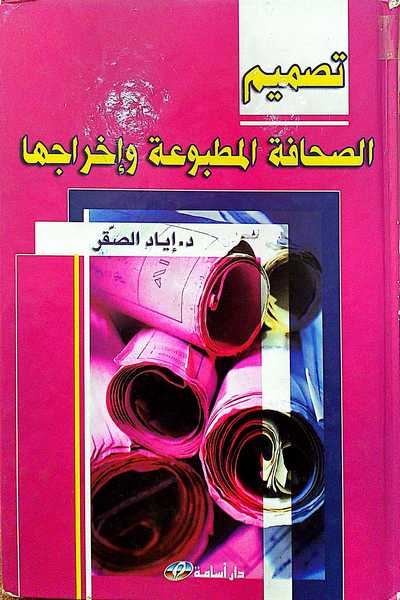 تصميم
الصحافة المطبوعة وإخراجها
د.إياد الصقر
دار أسامة